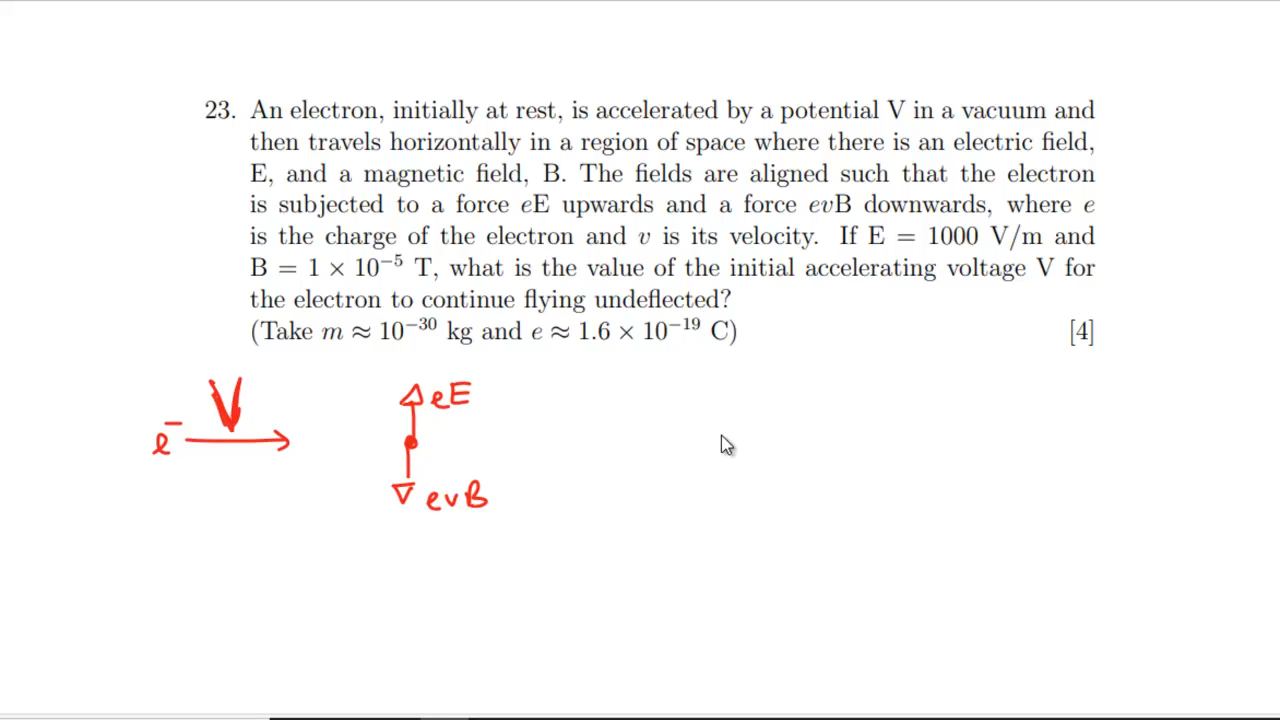 23. An electron, initially at rest, is accelerated by a potential V in a vacuum and
then travels horizontally in a region of space where there is an electric field,
E, and a magnetic field, B. The fields are aligned such that the electron
is subjected to a force eE upwards and a force evB downwards, where e
is the charge of the electron and v is its velocity. If E = 1000 V/m and
B = 1 × 10⁻⁵ T, what is the value of the initial accelerating voltage V for
the electron to continue flying undeflected?
(Take m ≈ 10⁻³⁰ kg and e ≈ 1.6 × 10⁻¹⁹ C) [4]
V
e⁻
eE
evB